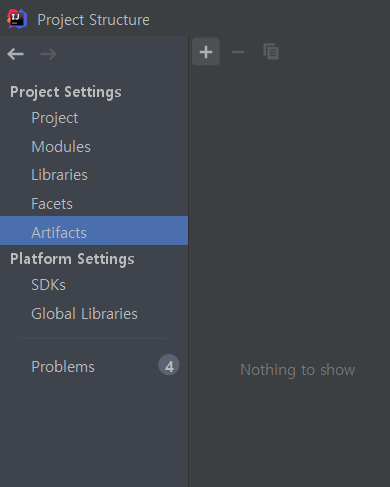 IJ
Project Structure
Project Settings
Project
Modules
Libraries
Facets
Artifacts
Platform Settings
SDKs
Global Libraries
Problems 4
Nothing to show